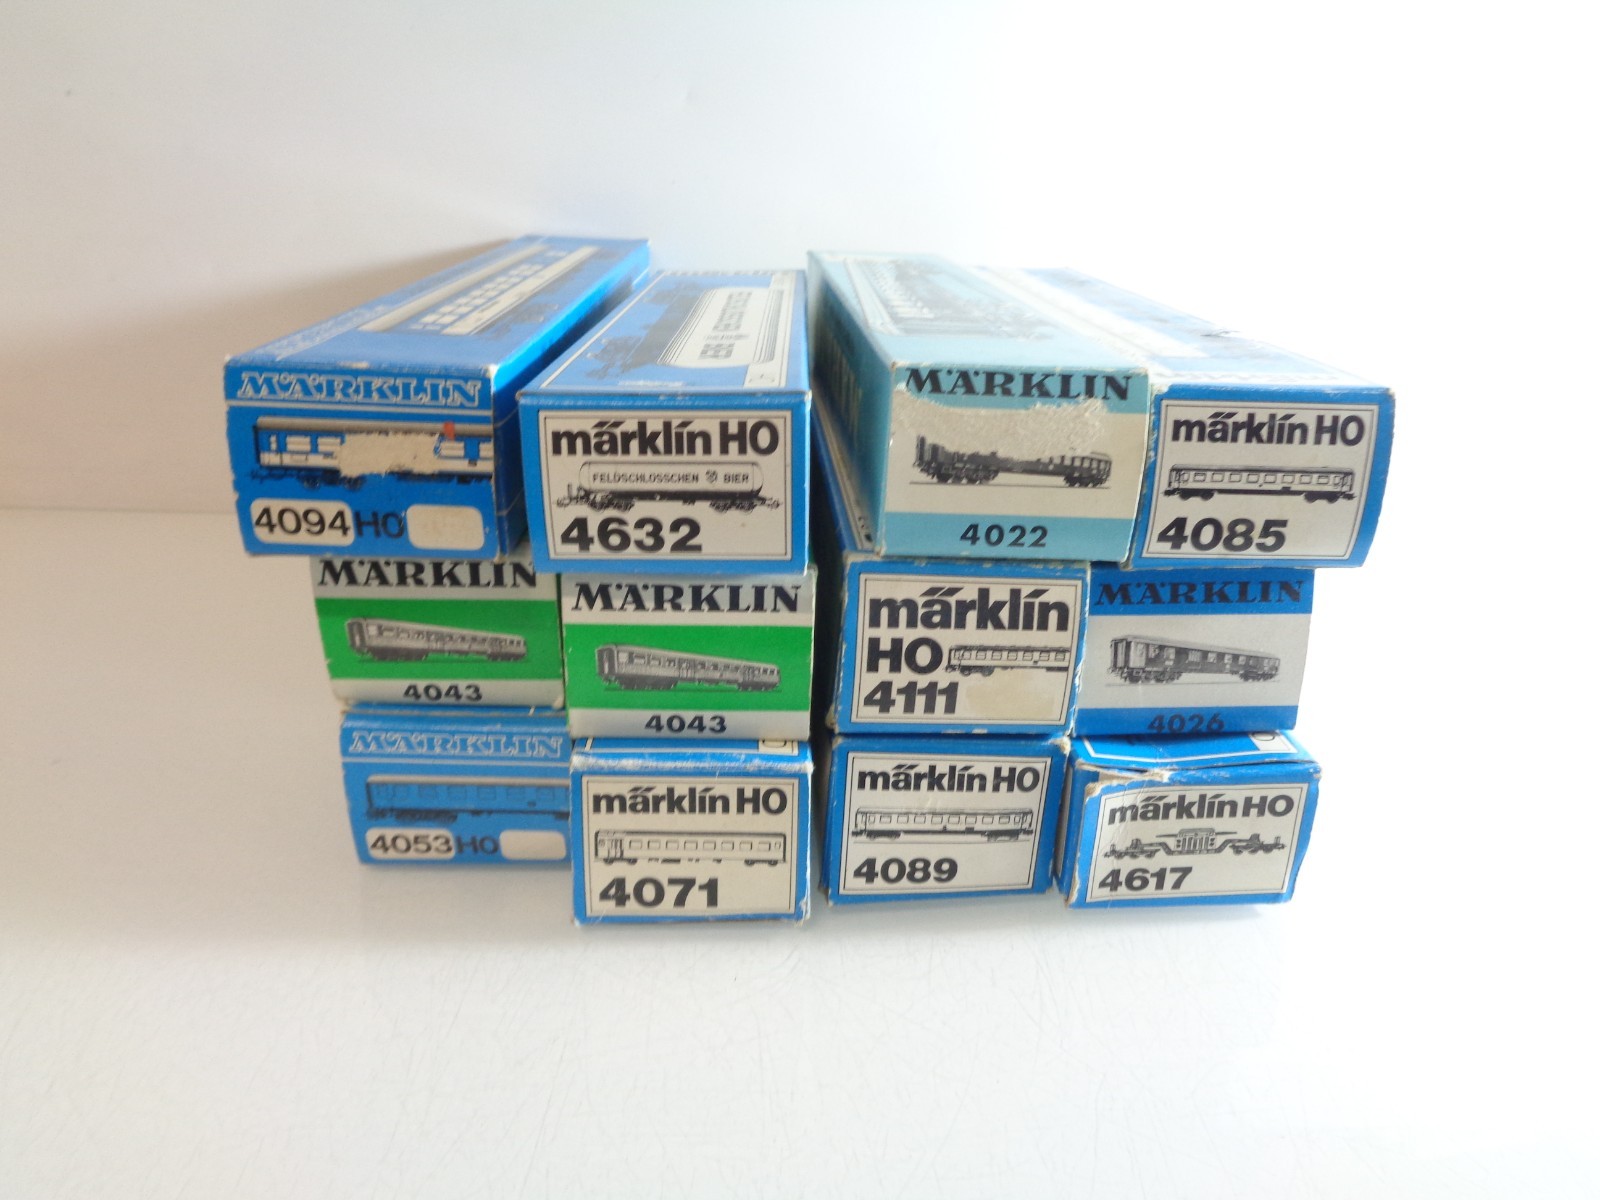 MÄRKLIN
4094 HO
märklin HO
FELDSCHLÖSSCHEN BIER
4632
MÄRKLIN
4022
märklin HO
4085
MÄRKLIN
4043
MÄRKLIN
4043
märklin
HO
4111
MÄRKLIN
4026
MÄRKLIN
4053 HO
märklin HO
4071
märklin HO
4089
märklin HO
4617